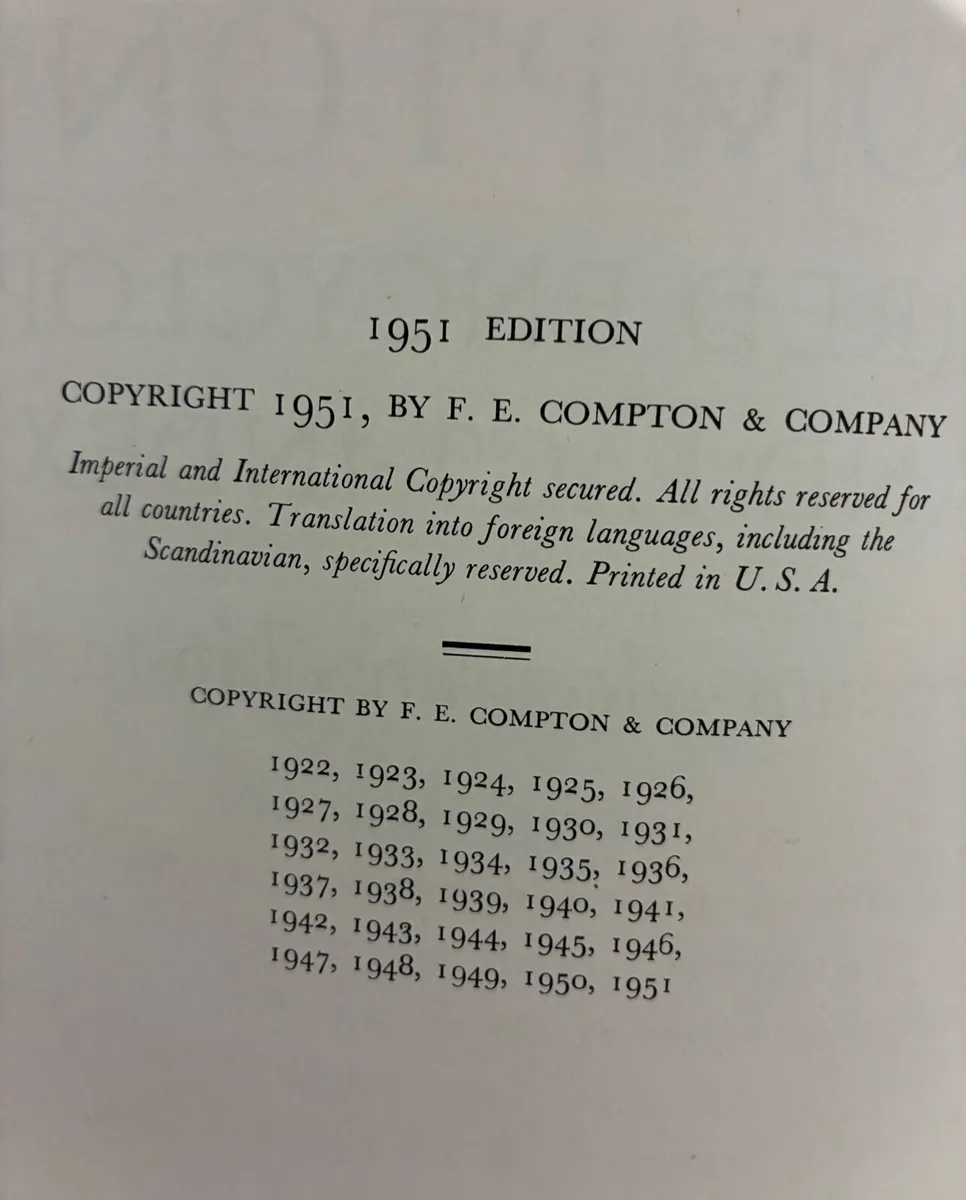 1951 EDITION
COPYRIGHT 1951, BY F. E. COMPTON & COMPANY
Imperial and International Copyright secured. All rights reserved for
all countries. Translation into foreign languages, including the
Scandinavian, specifically reserved. Printed in U. S. A.
COPYRIGHT BY F. E. COMPTON & COMPANY
1922, 1923, 1924, 1925, 1926,
1927, 1928, 1929, 1930, 1931,
1932, 1933, 1934, 1935, 1936,
1937, 1938, 1939, 1940, 1941,
1942, 1943, 1944, 1945, 1946,
1947, 1948, 1949, 1950, 1951